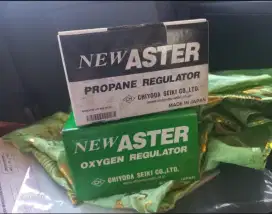 NEW ASTER
PROPANE REGULATOR
CHIYODA SEIKI CO.,LTD.
MADE IN JAPAN
NEW ASTER
OXYGEN REGULATOR
CHIYODA SEIKI CO.,LTD.